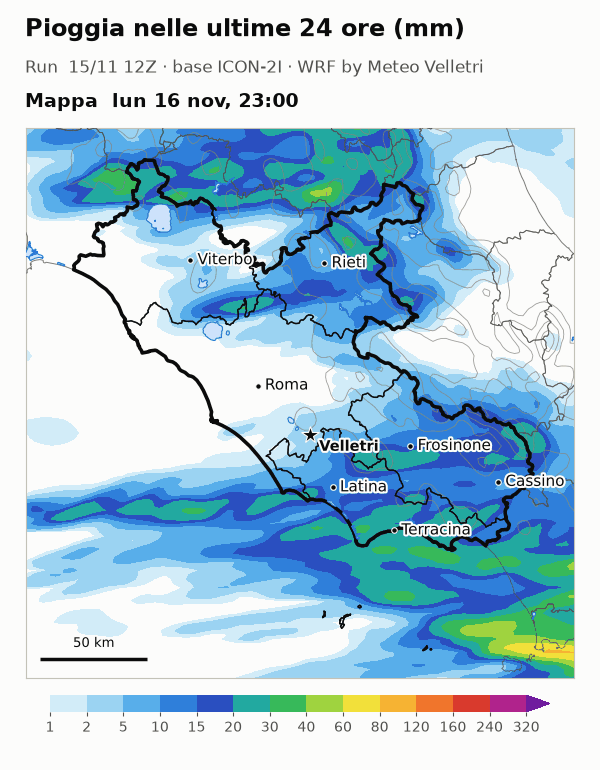 Pioggia nelle ultime 24 ore (mm)
Run 15/11 12Z · base ICON-2I · WRF by Meteo Velletri
Mappa lun 16 nov, 23:00
Viterbo
Rieti
Roma
Velletri
Frosinone
Latina
Cassino
Terracina
50 km
1 2 5 10 15 20 30 40 60 80 120 160 240 320